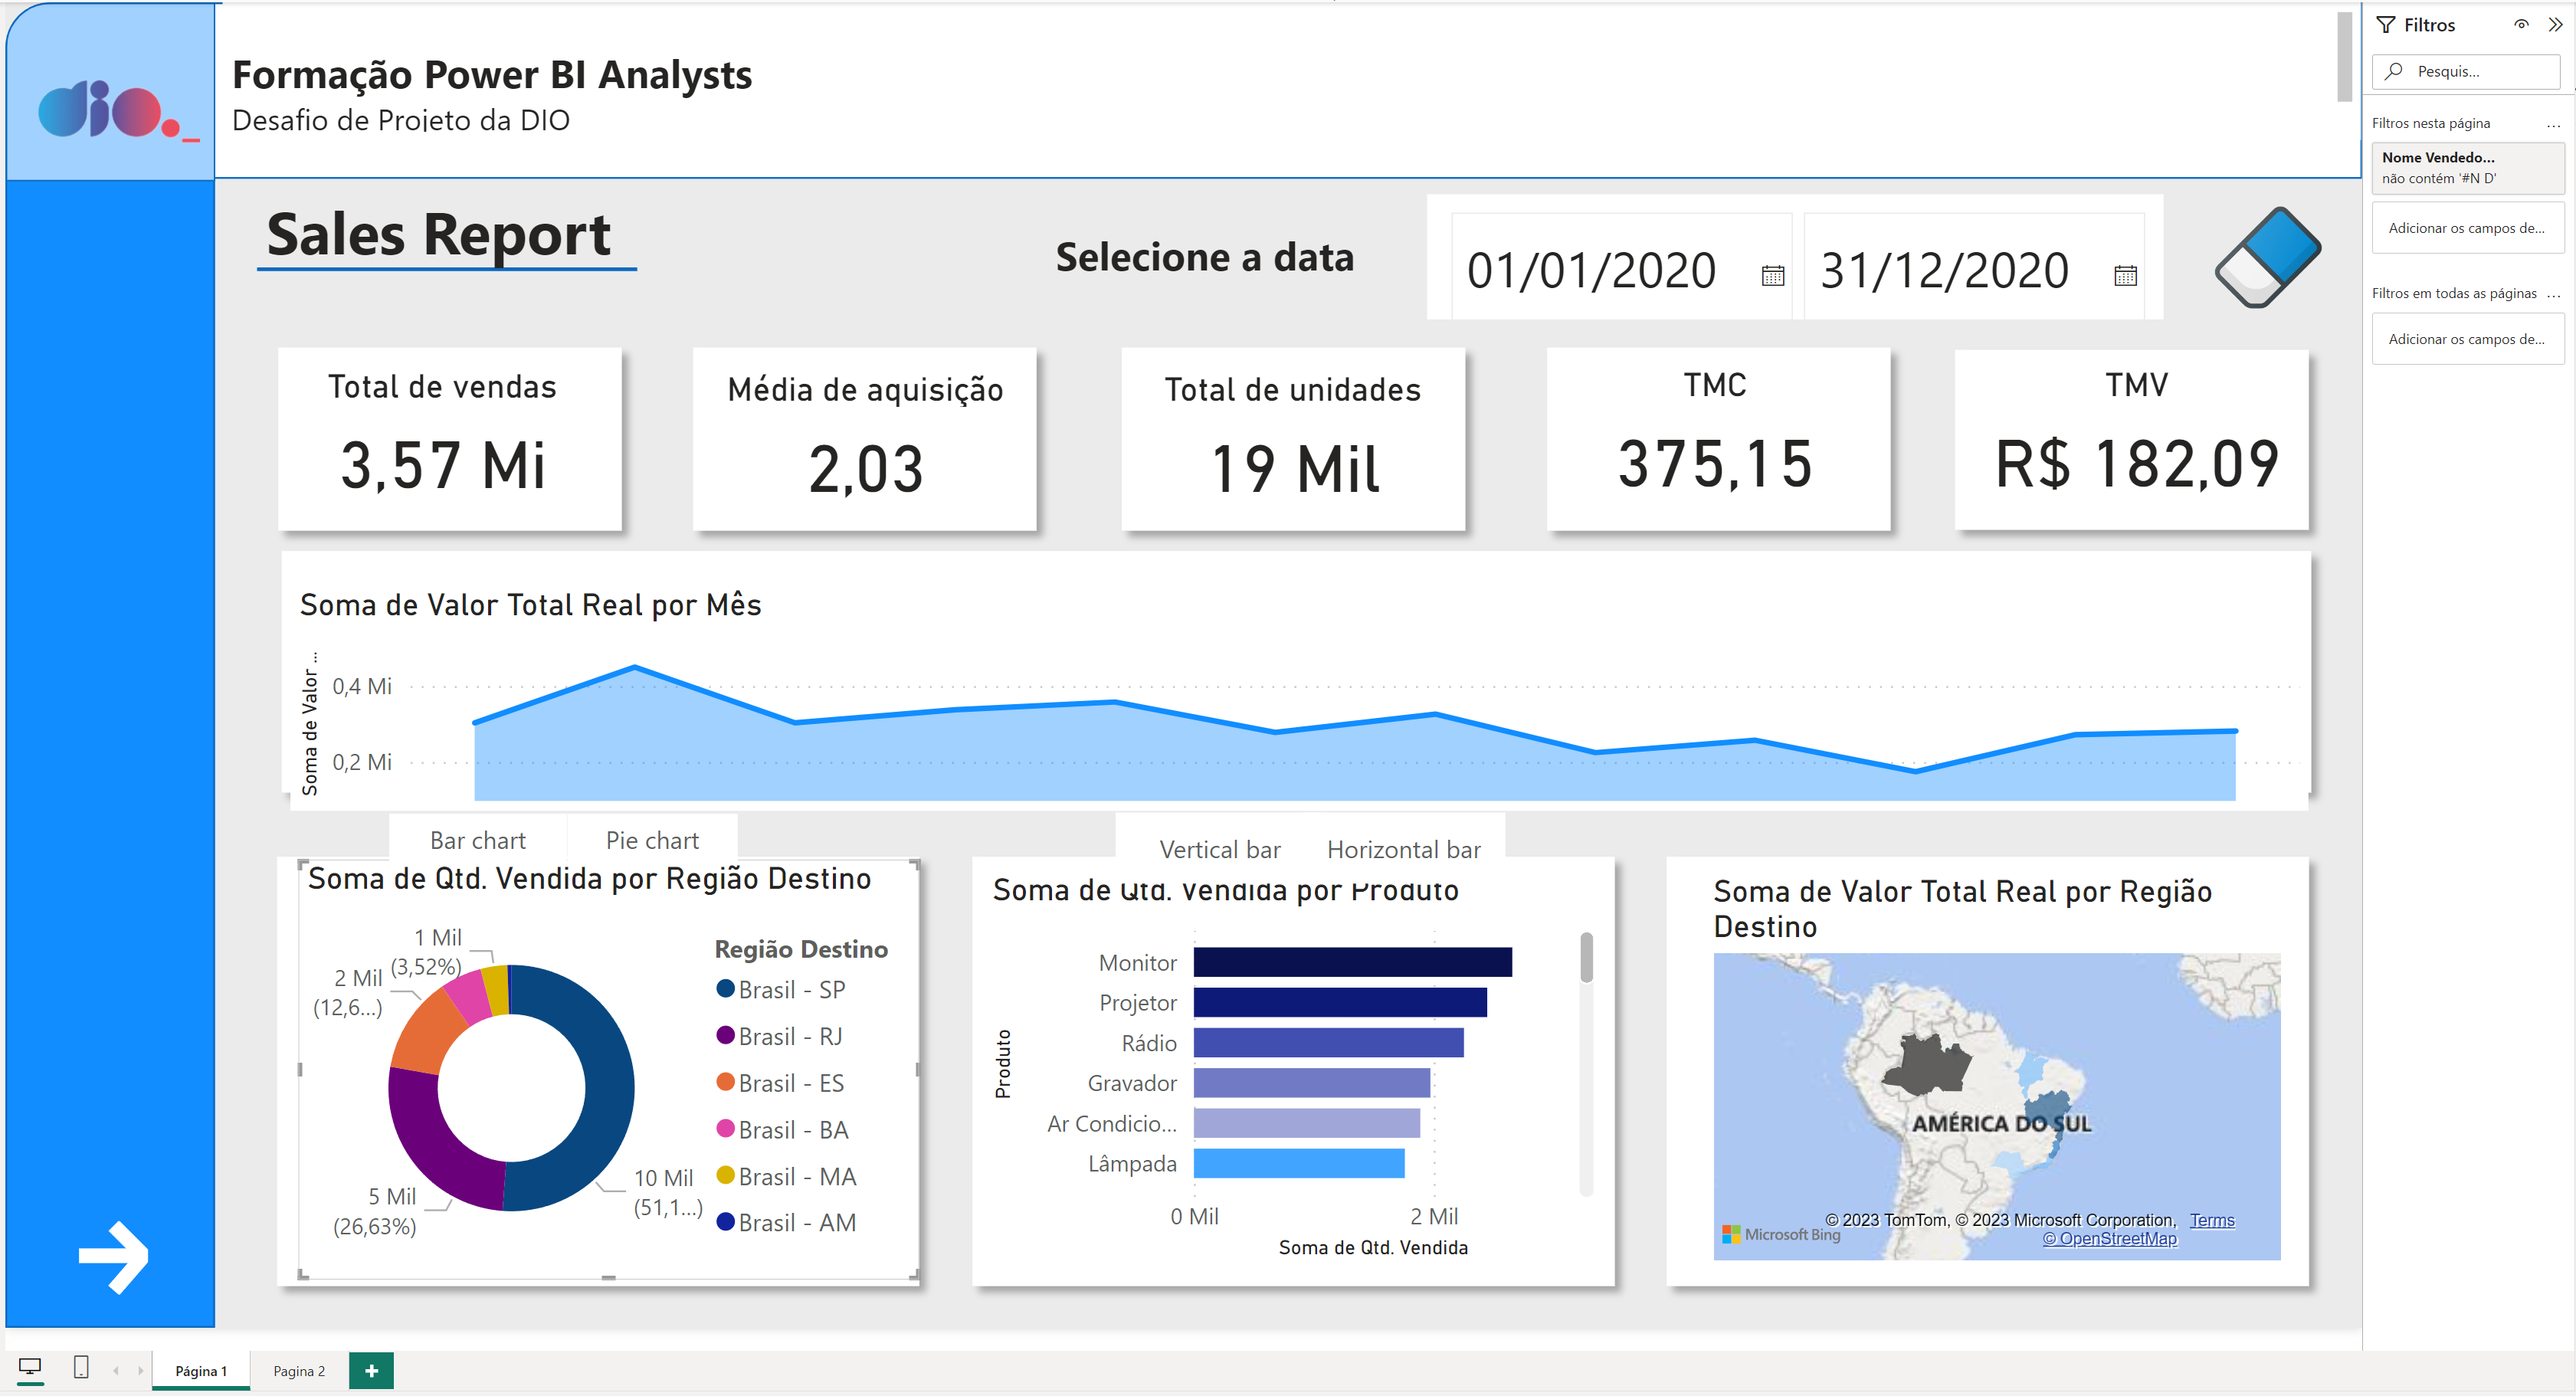 dio._
Formação Power BI Analysts
Desafio de Projeto da DIO
Sales Report
Selecione a data
01/01/2020
31/12/2020
Total de vendas
3,57 Mi
Média de aquisição
2,03
Total de unidades
19 Mil
TMC
375,15
TMV
R$ 182,09
Soma de Valor Total Real por Mês
Soma de Valor ...
0,4 Mi
0,2 Mi
Bar chart
Pie chart
Soma de Qtd. Vendida por Região Destino
1 Mil
(3,52%)
2 Mil
(12,6...)
5 Mil
(26,63%)
10 Mil
(51,1...)
Região Destino
Brasil - SP
Brasil - RJ
Brasil - ES
Brasil - BA
Brasil - MA
Brasil - AM
Vertical bar
Horizontal bar
Soma de Qtd. Vendida por Produto
Produto
Monitor
Projetor
Rádio
Gravador
Ar Condicio...
Lâmpada
0 Mil
2 Mil
Soma de Qtd. Vendida
Soma de Valor Total Real por Região
Destino
AMÉRICA DO SUL
© 2023 TomTom, © 2023 Microsoft Corporation, Terms
Microsoft Bing
© OpenStreetMap
Filtros
Pesquis...
Filtros nesta página ...
Nome Vendedo...
não contém '#N D'
Adicionar os campos de...
Filtros em todas as páginas ...
Adicionar os campos de...
Página 1
Pagina 2
+